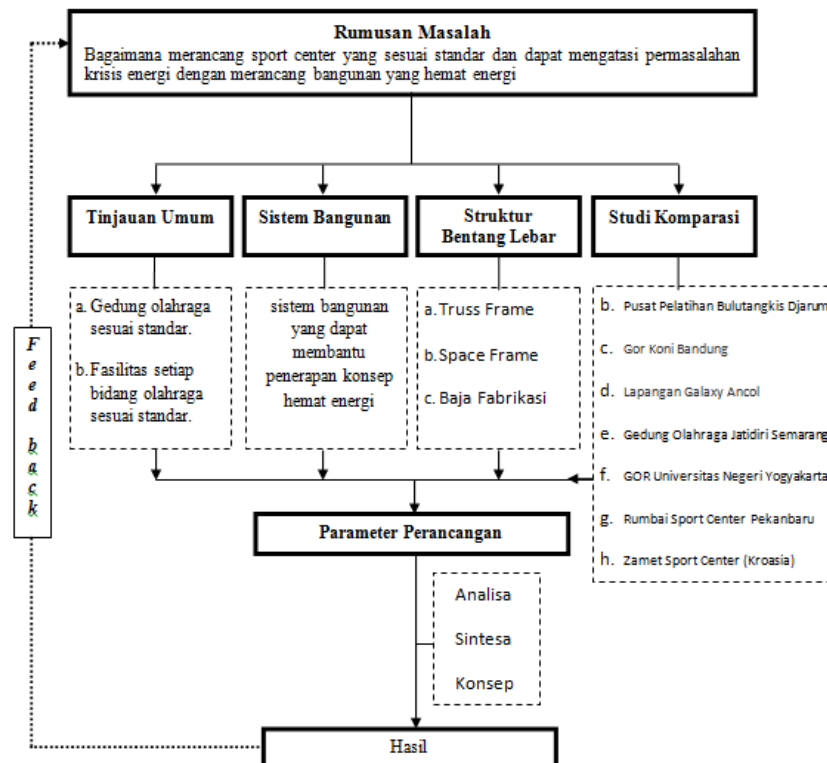 Rumusan Masalah
Bagaimana merancang sport center yang sesuai standar dan dapat mengatasi permasalahan
krisis energi dengan merancang bangunan yang hemat energi
Tinjauan Umum
Sistem Bangunan
Struktur
Bentang Lebar
Studi Komparasi
a. Gedung olahraga
sesuai standar.
b. Fasilitas setiap
bidang olahraga
sesuai standar.
sistem bangunan
yang dapat
membantu
penerapan konsep
hemat energi
a. Truss Frame
b. Space Frame
c. Baja Fabrikasi
b. Pusat Pelatihan Bulutangkis Djarum
c. Gor Koni Bandung
d. Lapangan Galaxy Ancol
e. Gedung Olahraga Jatidiri Semarang
f. GOR Universitas Negeri Yogyakarta
g. Rumbai Sport Center Pekanbaru
h. Zamet Sport Center (Kroasia)
Feed back
Parameter Perancangan
Analisa
Sintesa
Konsep
Hasil